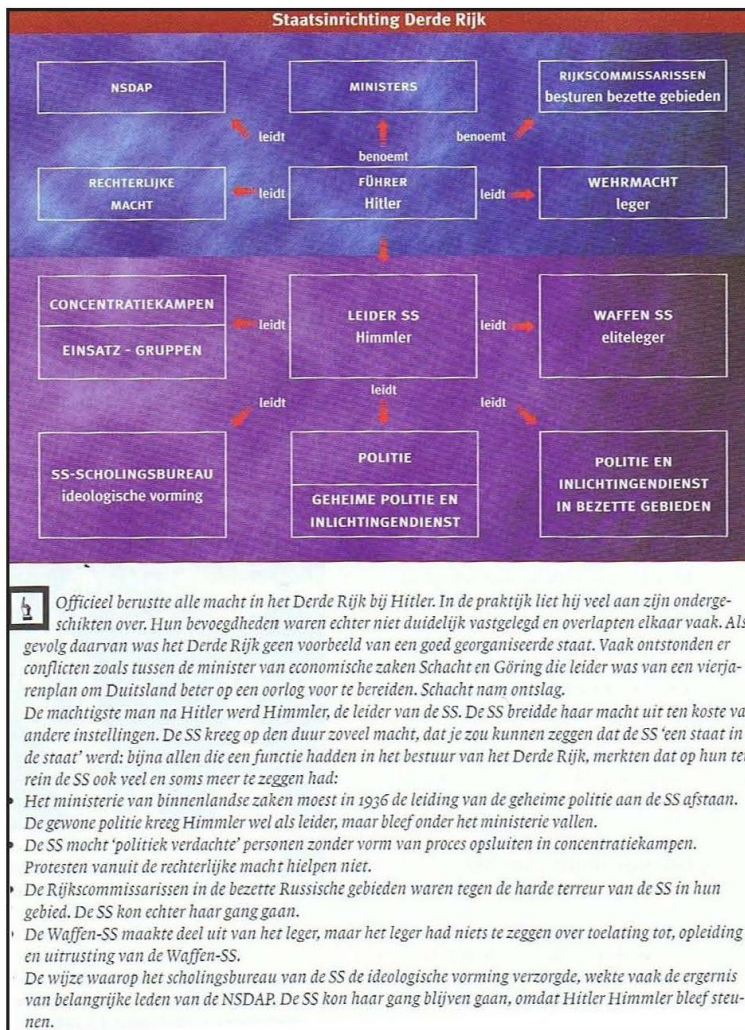 Staatsinrichting Derde Rijk
NSDAP
MINISTERS
RIJKSCOMMISSARISSEN
besturen bezette gebieden
leidt
benoemt
benoemt
RECHTERLIJKE
MACHT
leidt
FÜHRER
Hitler
leidt
WEHRMACHT
leger
CONCENTRATIEKAMPEN
EINSATZ - GRUPPEN
leidt
LEIDER SS
Himmler
leidt
WAFFEN SS
eliteleger
leidt
leidt
leidt
SS-SCHOLINGSBUREAU
ideologische vorming
POLITIE
GEHEIME POLITIE EN
INLICHTINGENDIENST
POLITIE EN
INLICHTINGENDIENST
IN BEZETTE GEBIEDEN
Officieel berustte alle macht in het Derde Rijk bij Hitler. In de praktijk liet hij veel aan zijn onderge-
schikten over. Hun bevoegdheden waren echter niet duidelijk vastgelegd en overlapten elkaar vaak. Als
gevolg daarvan was het Derde Rijk geen voorbeeld van een goed georganiseerde staat. Vaak ontstonden er
conflicten zoals tussen de minister van economische zaken Schacht en Göring die leider was van een vierja-
renplan om Duitsland beter op een oorlog voor te bereiden. Schacht nam ontslag.
De machtigste man na Hitler werd Himmler, de leider van de SS. De SS breidde haar macht uit ten koste va
andere instellingen. De SS kreeg op den duur zoveel macht, dat je zou kunnen zeggen dat de SS 'een staat in
de staat' werd: bijna allen die een functie hadden in het bestuur van het Derde Rijk, merkten dat op hun ter
rein de SS ook veel en soms meer te zeggen had:
• Het ministerie van binnenlandse zaken moest in 1936 de leiding van de geheime politie aan de SS afstaan.
De gewone politie kreeg Himmler wel als leider, maar bleef onder het ministerie vallen.
• De SS mocht 'politiek verdachte' personen zonder vorm van proces opsluiten in concentratiekampen.
Protesten vanuit de rechterlijke macht hielpen niet.
• De Rijkscommissarissen in de bezette Russische gebieden waren tegen de harde terreur van de SS in hun
gebied. De SS kon echter haar gang gaan.
• De Waffen-SS maakte deel uit van het leger, maar het leger had niets te zeggen over toelating tot, opleiding
en uitrusting van de Waffen-SS.
De wijze waarop het scholingsbureau van de SS de ideologische vorming verzorgde, wekte vaak de ergernis
van belangrijke leden van de NSDAP. De SS kon haar gang blijven gaan, omdat Hitler Himmler bleef steu-
nen.